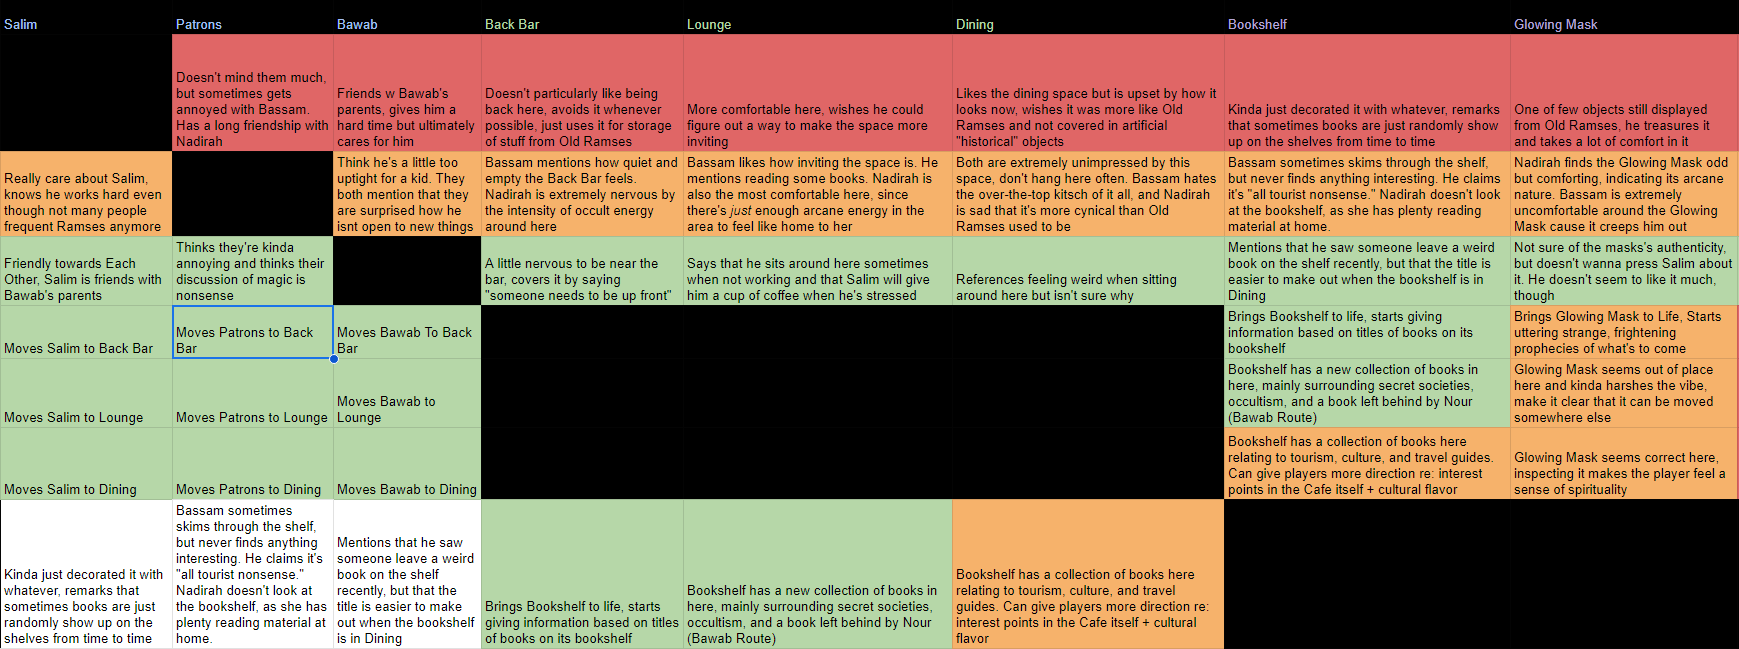 Salim
Patrons
Bawab
Back Bar
Lounge
Dining
Bookshelf
Glowing Mask
Doesn't mind them much,
but sometimes gets
annoyed with Bassam.
Has a long friendship with
Nadirah
Friends w Bawab's
parents, gives him a
hard time but ultimately
cares for him
Doesn't particularly like being
back here, avoids it whenever
possible, just uses it for storage
of stuff from Old Ramses
More comfortable here, wishes he could
figure out a way to make the space more
inviting
Likes the dining space but is upset by how it
looks now, wishes it was more like Old
Ramses and not covered in artificial
"historical" objects
Kinda just decorated it with whatever, remarks
that sometimes books are just randomly show
up on the shelves from time to time
One of few objects still displayed
from Old Ramses, he treasures it
and takes a lot of comfort in it
Really care about Salim,
knows he works hard even
though not many people
frequent Ramses anymore
Think he's a little too
uptight for a kid. They
both mention that they
are surprised how he
isnt open to new things
Bassam mentions how quiet and
empty the Back Bar feels.
Nadirah is extremely nervous by
the intensity of occult energy
around here
Bassam likes how inviting the space is. He
mentions reading some books. Nadirah is
also the most comfortable here, since
there's just enough arcane energy in the
area to feel like home to her
Both are extremely unimpressed by this
space, don't hang here often. Bassam hates
the over-the-top kitsch of it all, and Nadirah
is sad that it's more cynical than Old
Ramses used to be
Bassam sometimes skims through the shelf,
but never finds anything interesting. He claims
it's "all tourist nonsense." Nadirah doesn't look
at the bookshelf, as she has plenty reading
material at home.
Nadirah finds the Glowing Mask odd
but comforting, indicating its arcane
nature. Bassam is extremely
uncomfortable around the Glowing
Mask cause it creeps him out
Friendly towards Each
Other, Salim is friends with
Bawab's parents
Thinks they're kinda
annoying and thinks their
discussion of magic is
nonsense
A little nervous to be near the
bar, covers it by saying
"someone needs to be up front"
Says that he sits around here sometimes
when not working and that Salim will give
him a cup of coffee when he's stressed
References feeling weird when sitting
around here but isn't sure why
Mentions that he saw someone leave a weird
book on the shelf recently, but that the title is
easier to make out when the bookshelf is in
Dining
Not sure of the masks's authenticity,
but doesn't wanna press Salim about
it. He doesn't seem to like it much,
though
Moves Salim to Back Bar
Moves Patrons to Back
Bar
Moves Bawab To Back
Bar
Brings Bookshelf to life, starts giving
information based on titles of books on its
bookshelf
Brings Glowing Mask to Life, Starts
uttering strange, frightening
prophecies of what's to come
Moves Salim to Lounge
Moves Patrons to Lounge
Moves Bawab to
Lounge
Bookshelf has a new collection of books in
here, mainly surrounding secret societies,
occultism, and a book left behind by Nour
(Bawab Route)
Glowing Mask seems out of place
here and kinda harshes the vibe,
make it clear that it can be moved
somewhere else
Moves Salim to Dining
Moves Patrons to Dining
Moves Bawab to Dining
Bookshelf has a collection of books here
relating to tourism, culture, and travel guides.
Can give players more direction re: interest
points in the Cafe itself + cultural flavor
Glowing Mask seems correct here,
inspecting it makes the player feel a
sense of spirituality
Kinda just decorated it with
whatever, remarks that
sometimes books are just
randomly show up on the
shelves from time to time
Bassam sometimes
skims through the shelf,
but never finds anything
interesting. He claims it's
"all tourist nonsense."
Nadirah doesn't look at
the bookshelf, as she has
plenty reading material at
home.
Mentions that he saw
someone leave a weird
book on the shelf
recently, but that the
title is easier to make
out when the bookshelf
is in Dining
Brings Bookshelf to life, starts
giving information based on titles
of books on its bookshelf
Bookshelf has a new collection of books in
here, mainly surrounding secret societies,
occultism, and a book left behind by Nour
(Bawab Route)
Bookshelf has a collection of books here
relating to tourism, culture, and travel
guides. Can give players more direction re:
interest points in the Cafe itself + cultural
flavor